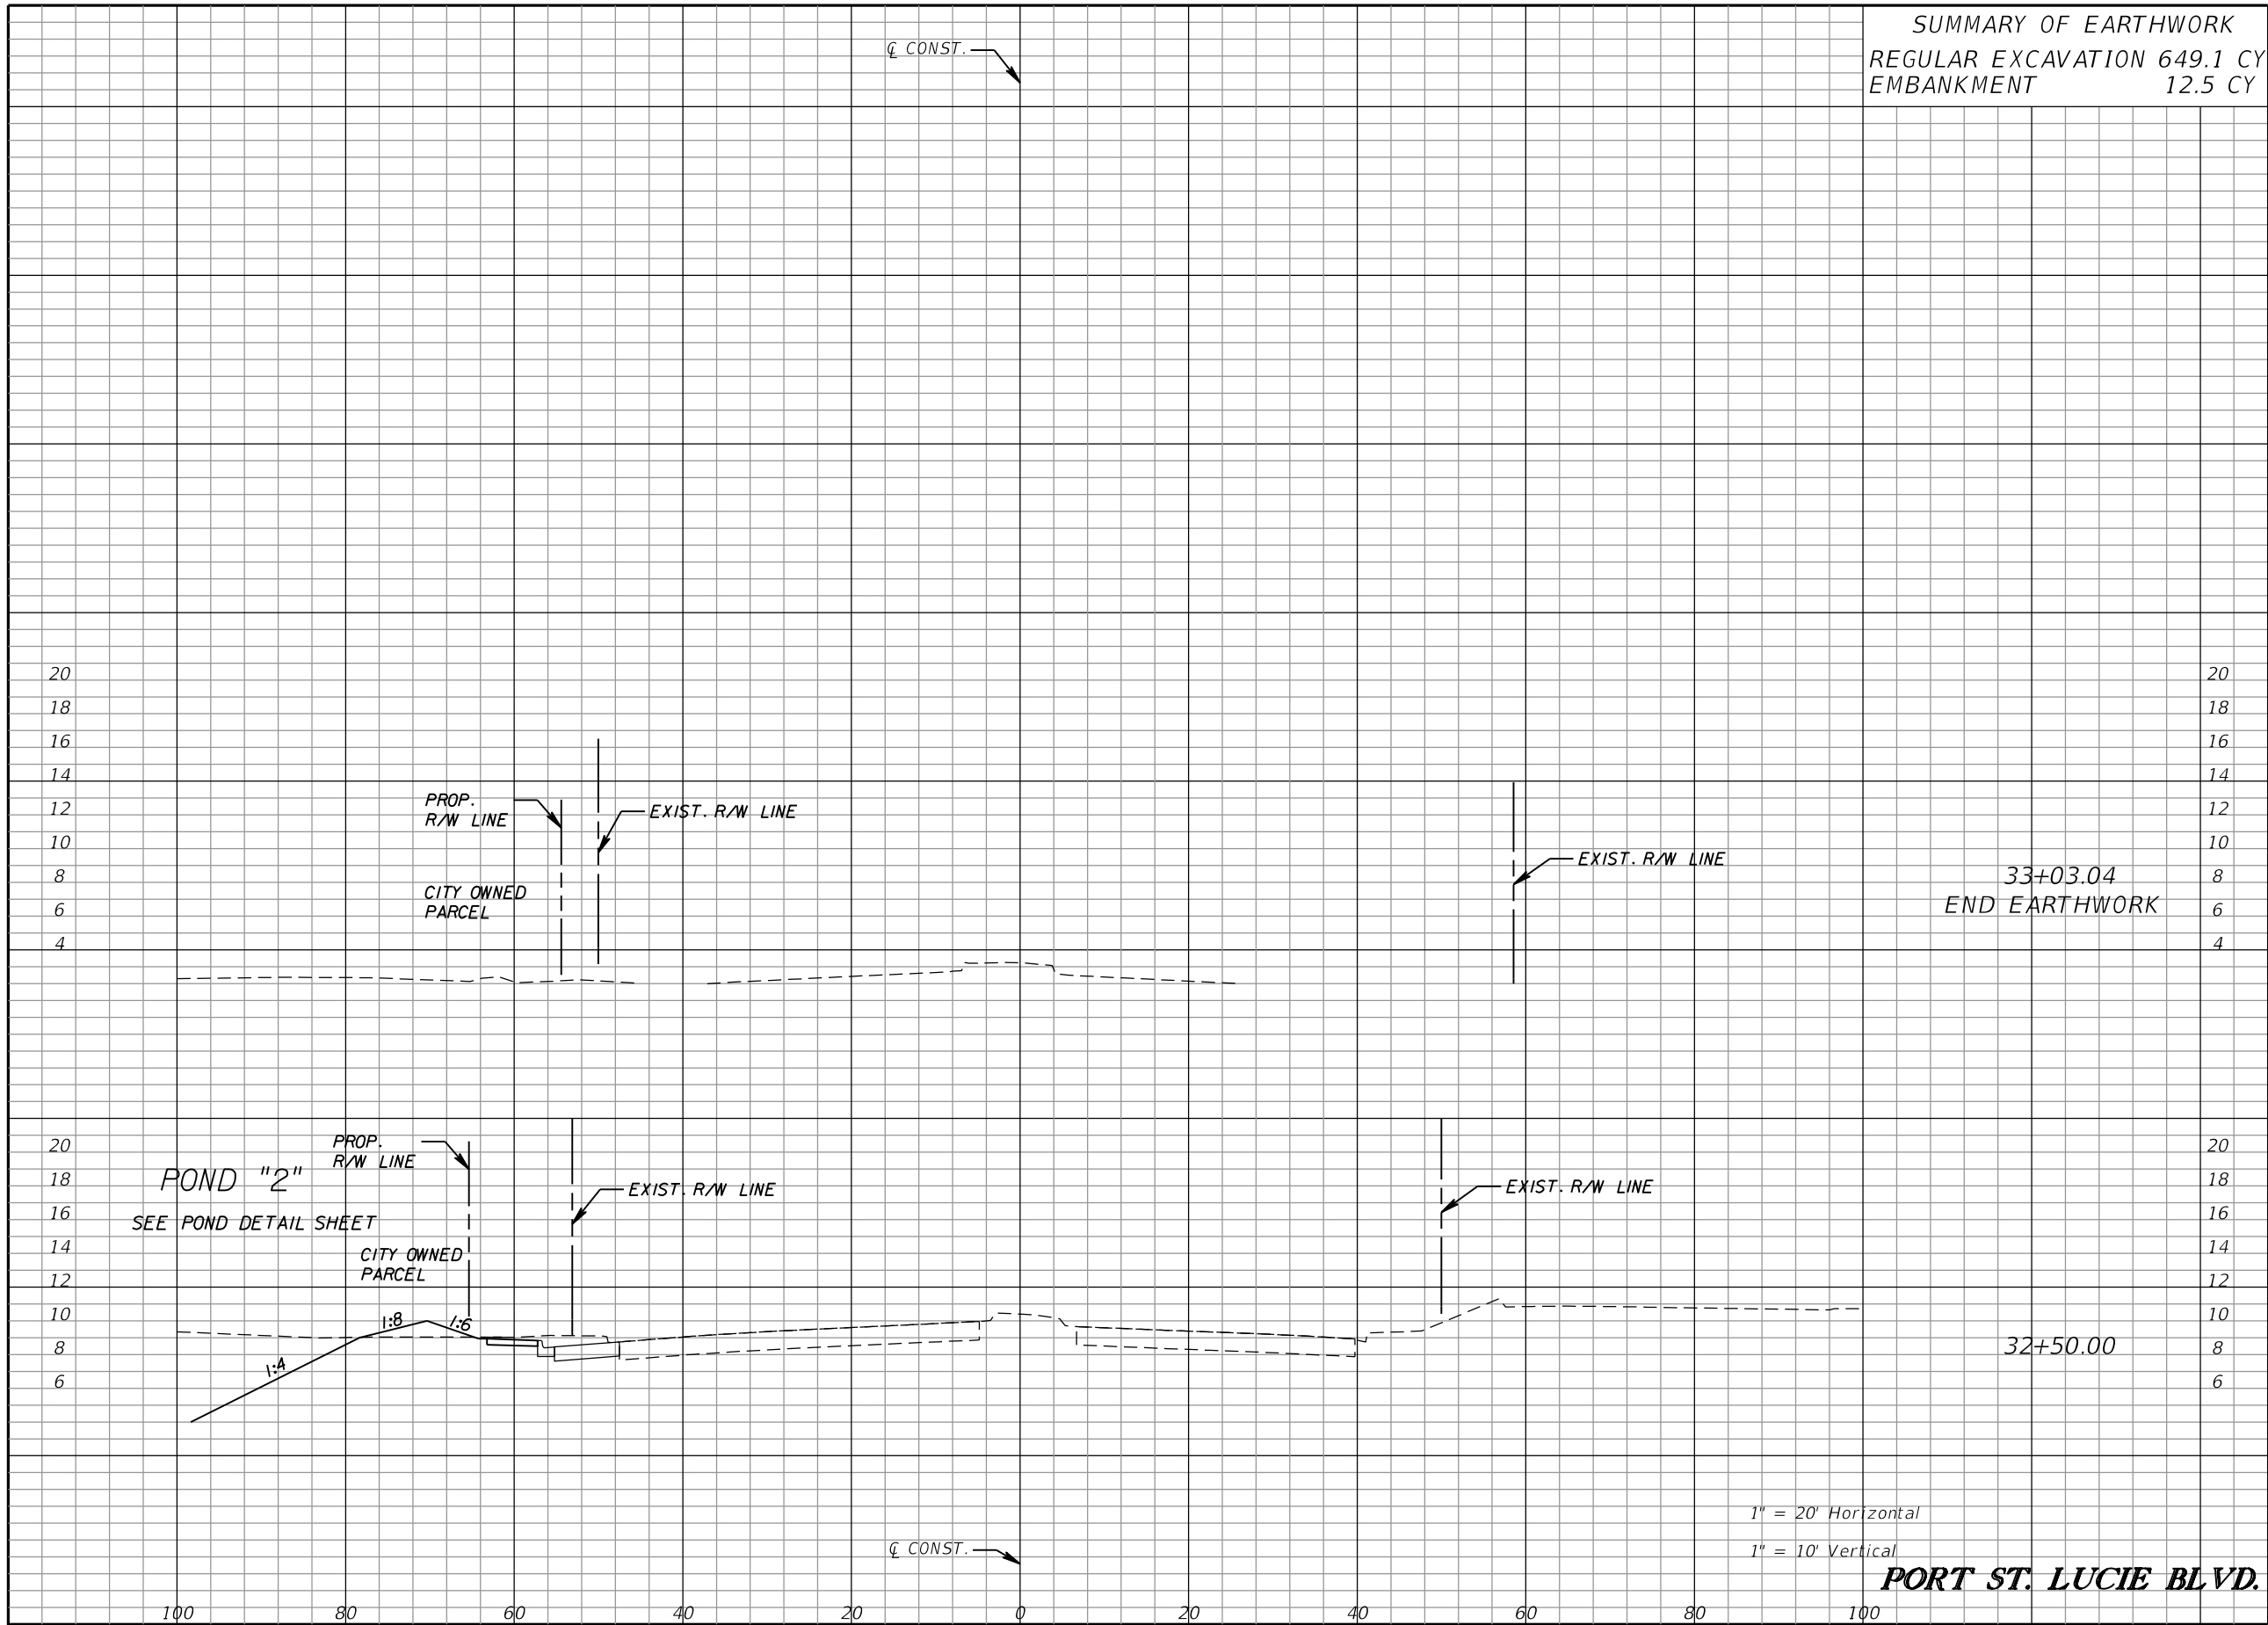 SUMMARY OF EARTHWORK
REGULAR EXCAVATION 649.1 CY
EMBANKMENT 12.5 CY
℄ CONST.
20 20
18 18
16 16
14 14
12 12
10 10
8 8
6 6
4 4
PROP.
R/W LINE
EXIST. R/W LINE
CITY OWNED
PARCEL
EXIST. R/W LINE
33+03.04
END EARTHWORK
20 20
18 18
16 16
14 14
12 12
10 10
8 8
6 6
PROP.
R/W LINE
POND "2"
SEE POND DETAIL SHEET
CITY OWNED
PARCEL
EXIST. R/W LINE
EXIST. R/W LINE
1:8
1:6
1:4
32+50.00
1" = 20' Horizontal
1" = 10' Vertical
℄ CONST.
PORT ST. LUCIE BLVD.
100 80 60 40 20 0 20 40 60 80 100